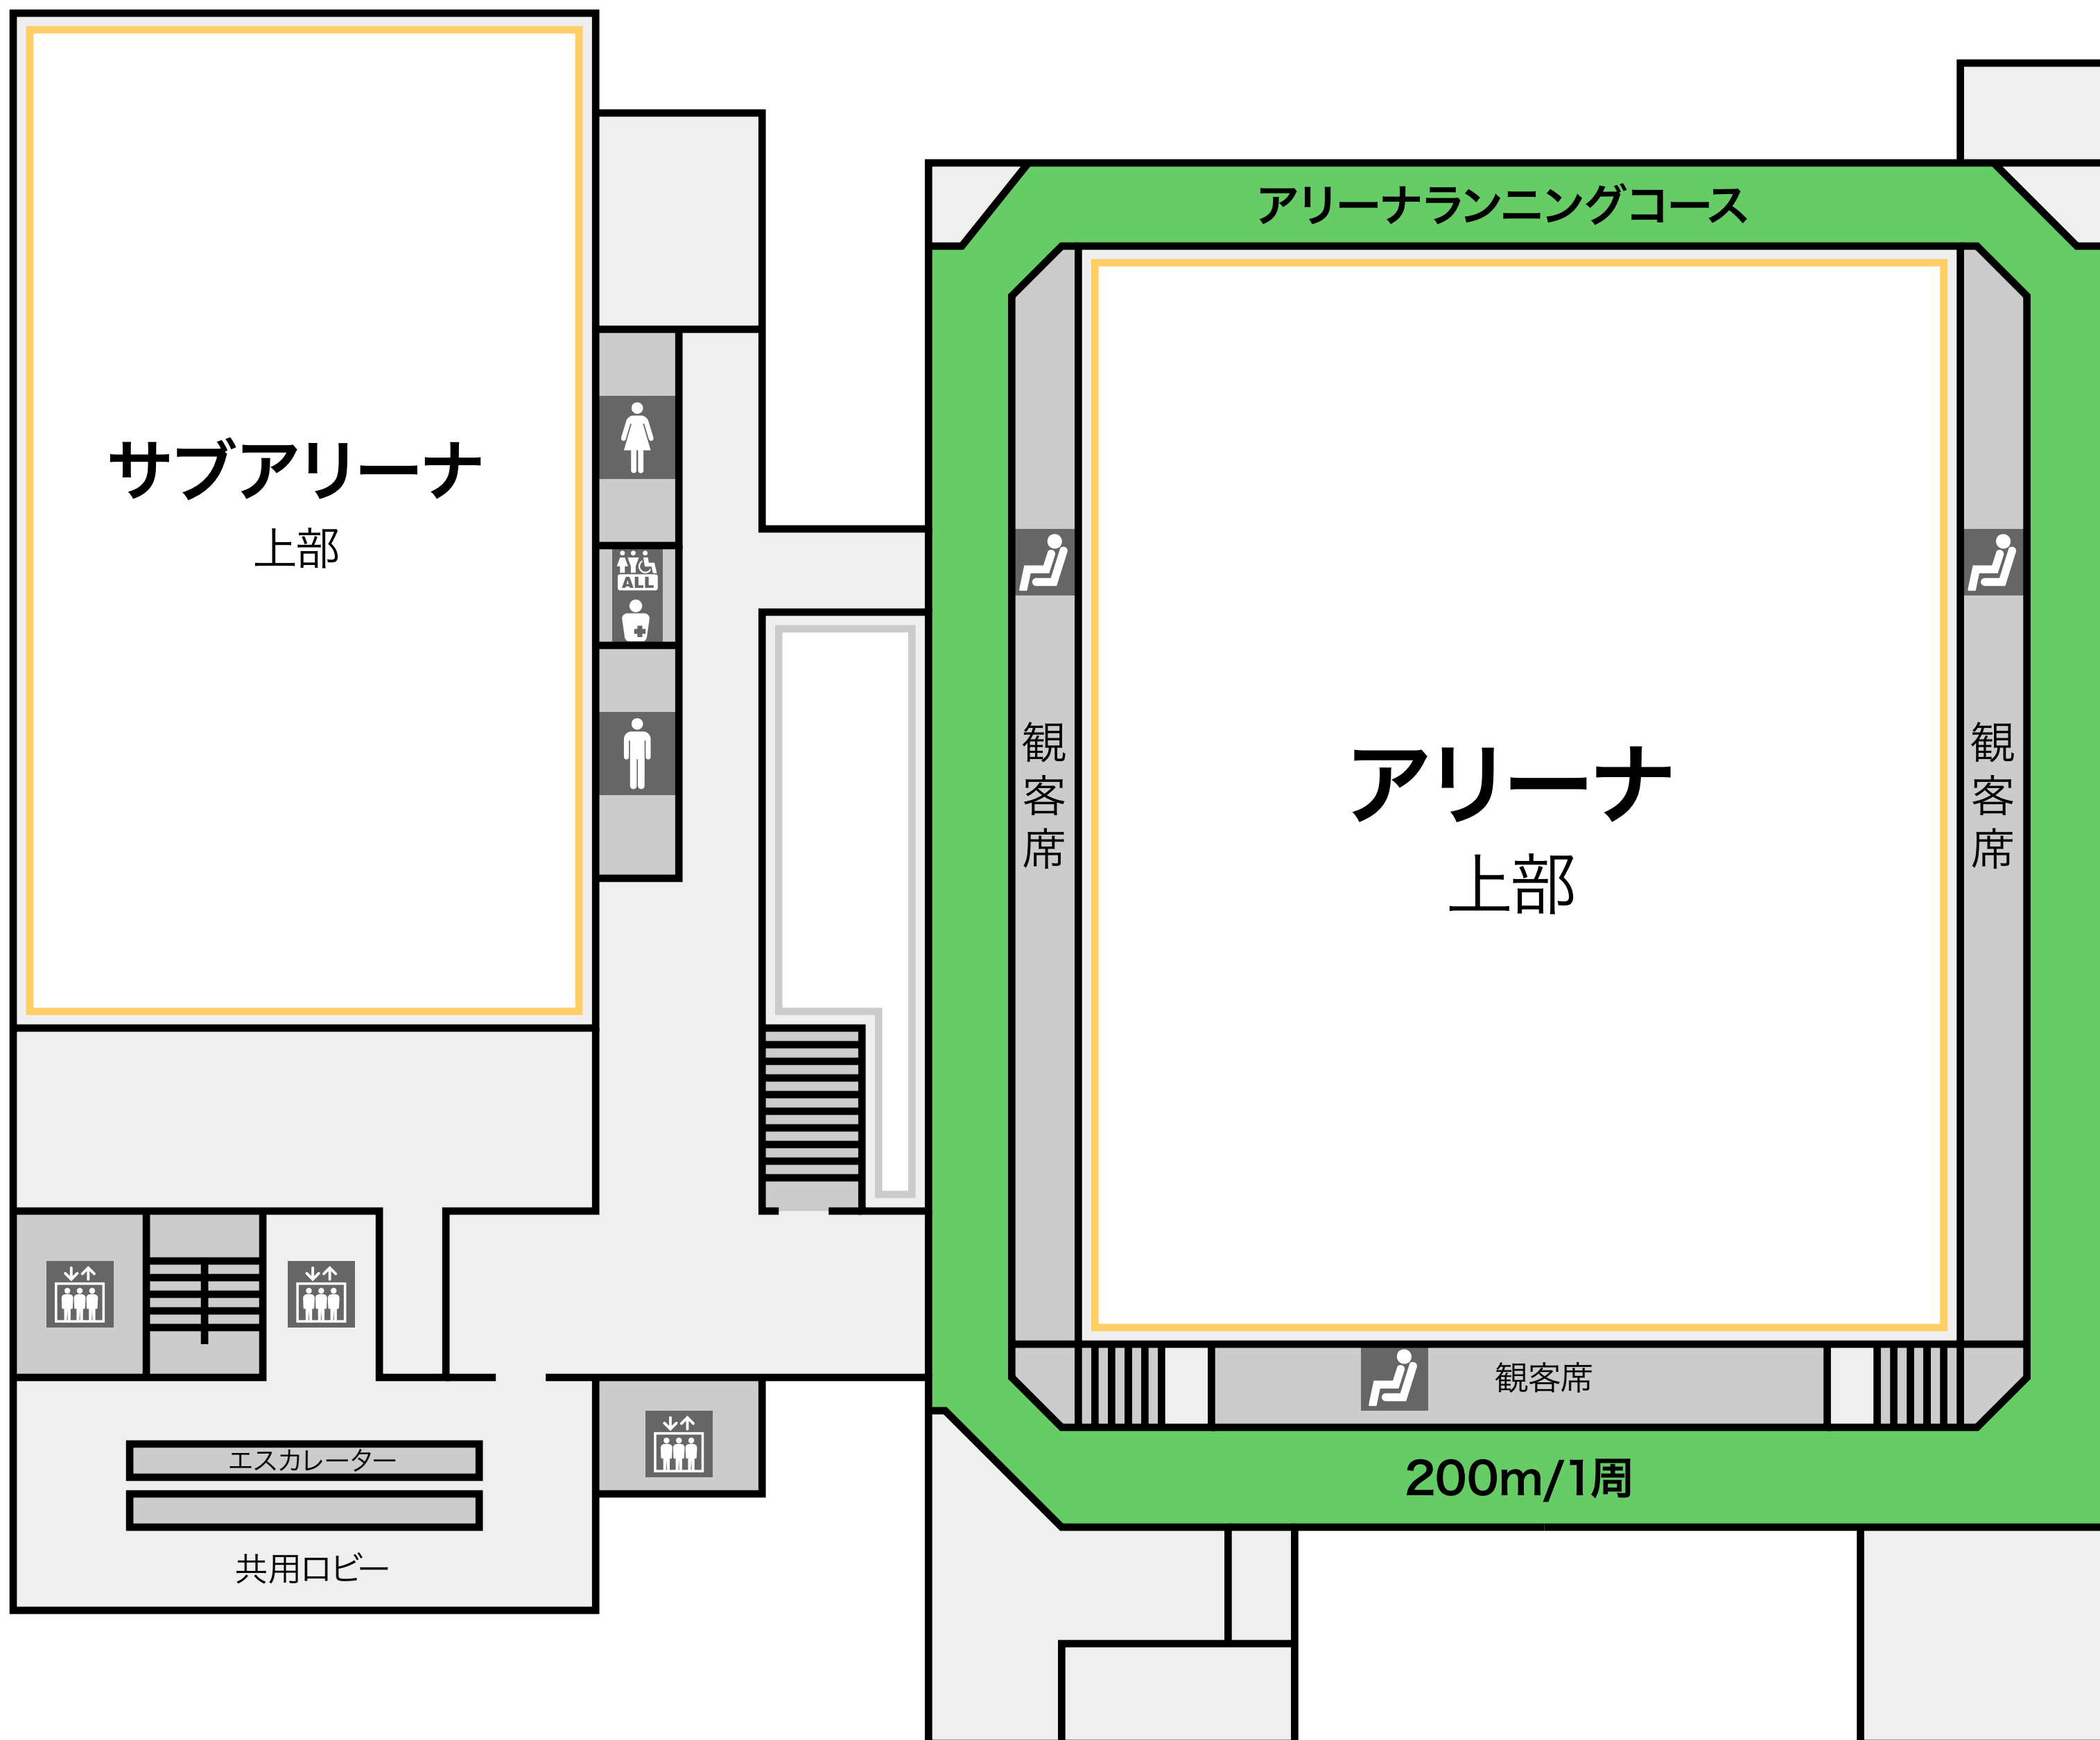 アリーナランニングコース
サブアリーナ
上部
ALL
観客席
アリーナ
上部
観客席
観客席
エスカレーター
200m/1周
共用ロビー